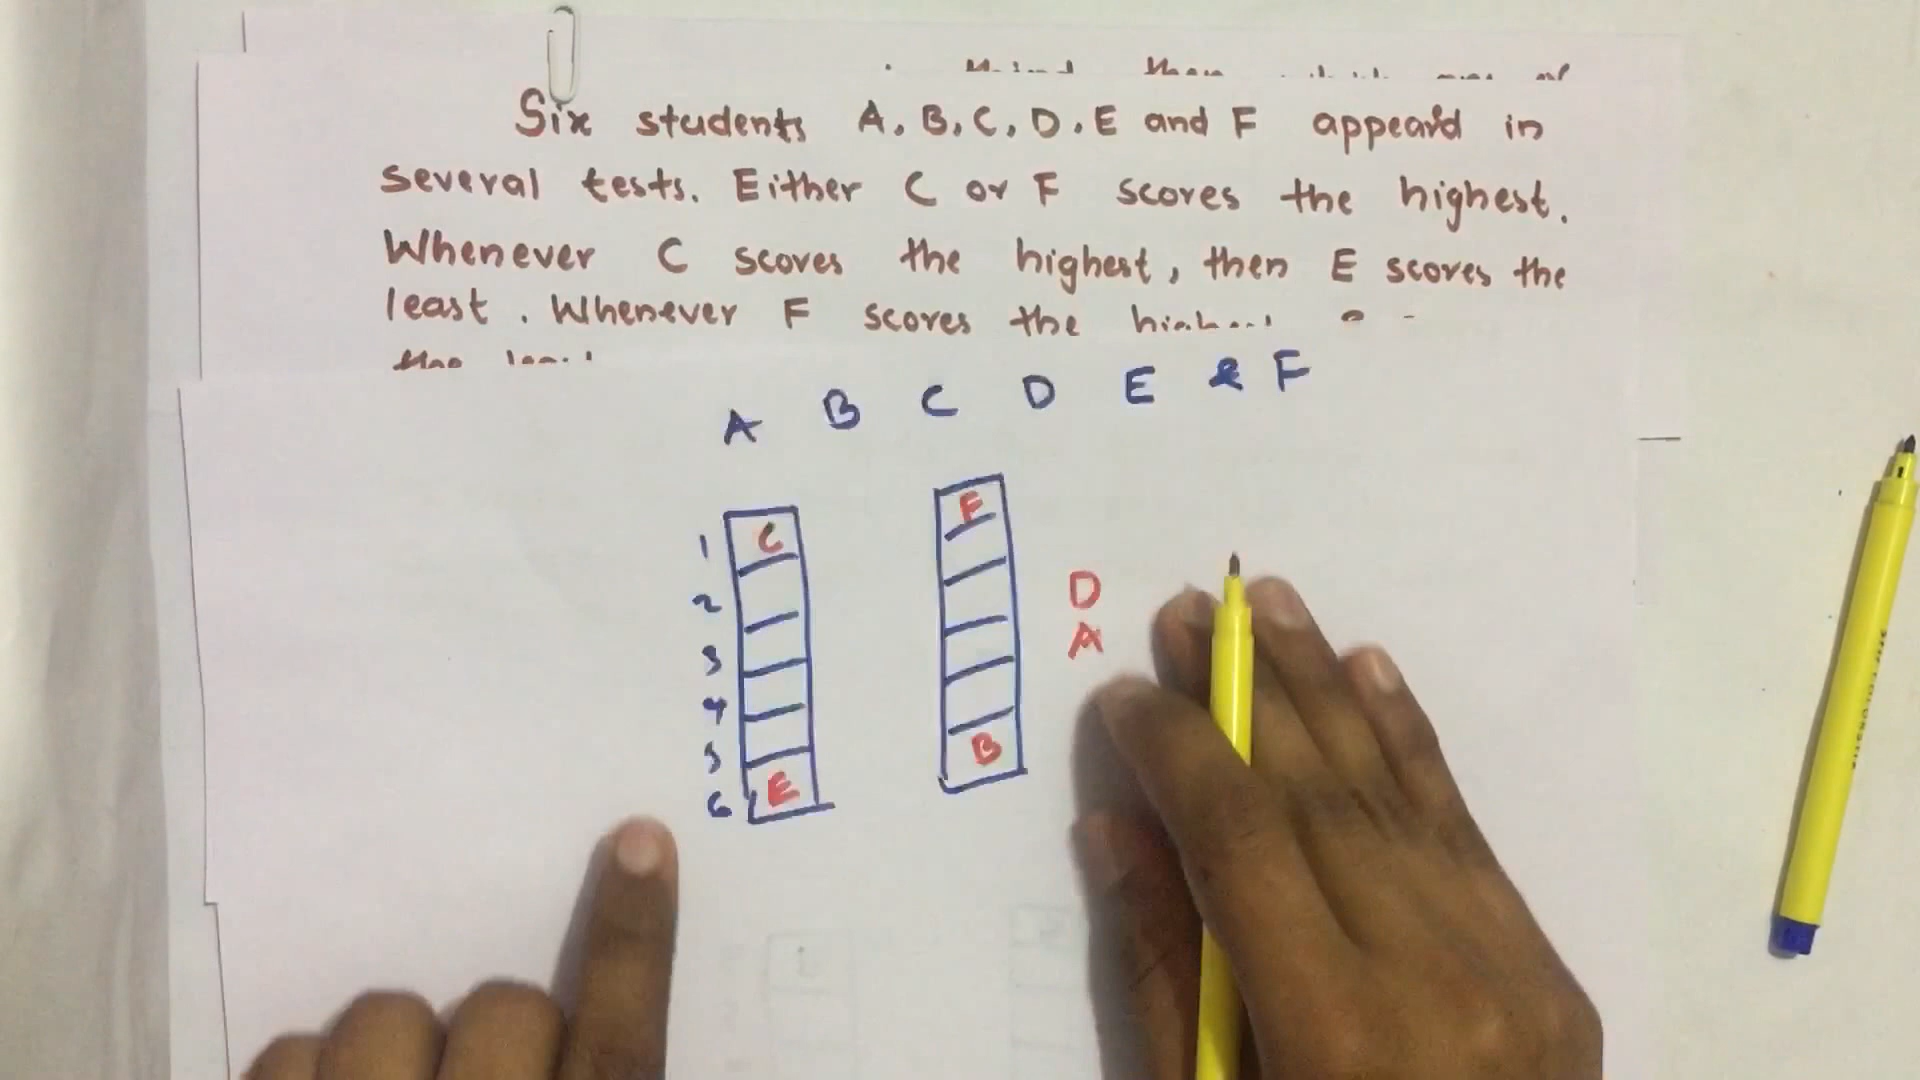 Six students A, B, C, D, E and F appeard in
several tests. Either C or F scores the highest.
Whenever C scores the highest, then E scores the
least. Whenever F scores the
A B C D E & F
1 C
2
3
4
5
6 E
F
B
D
A